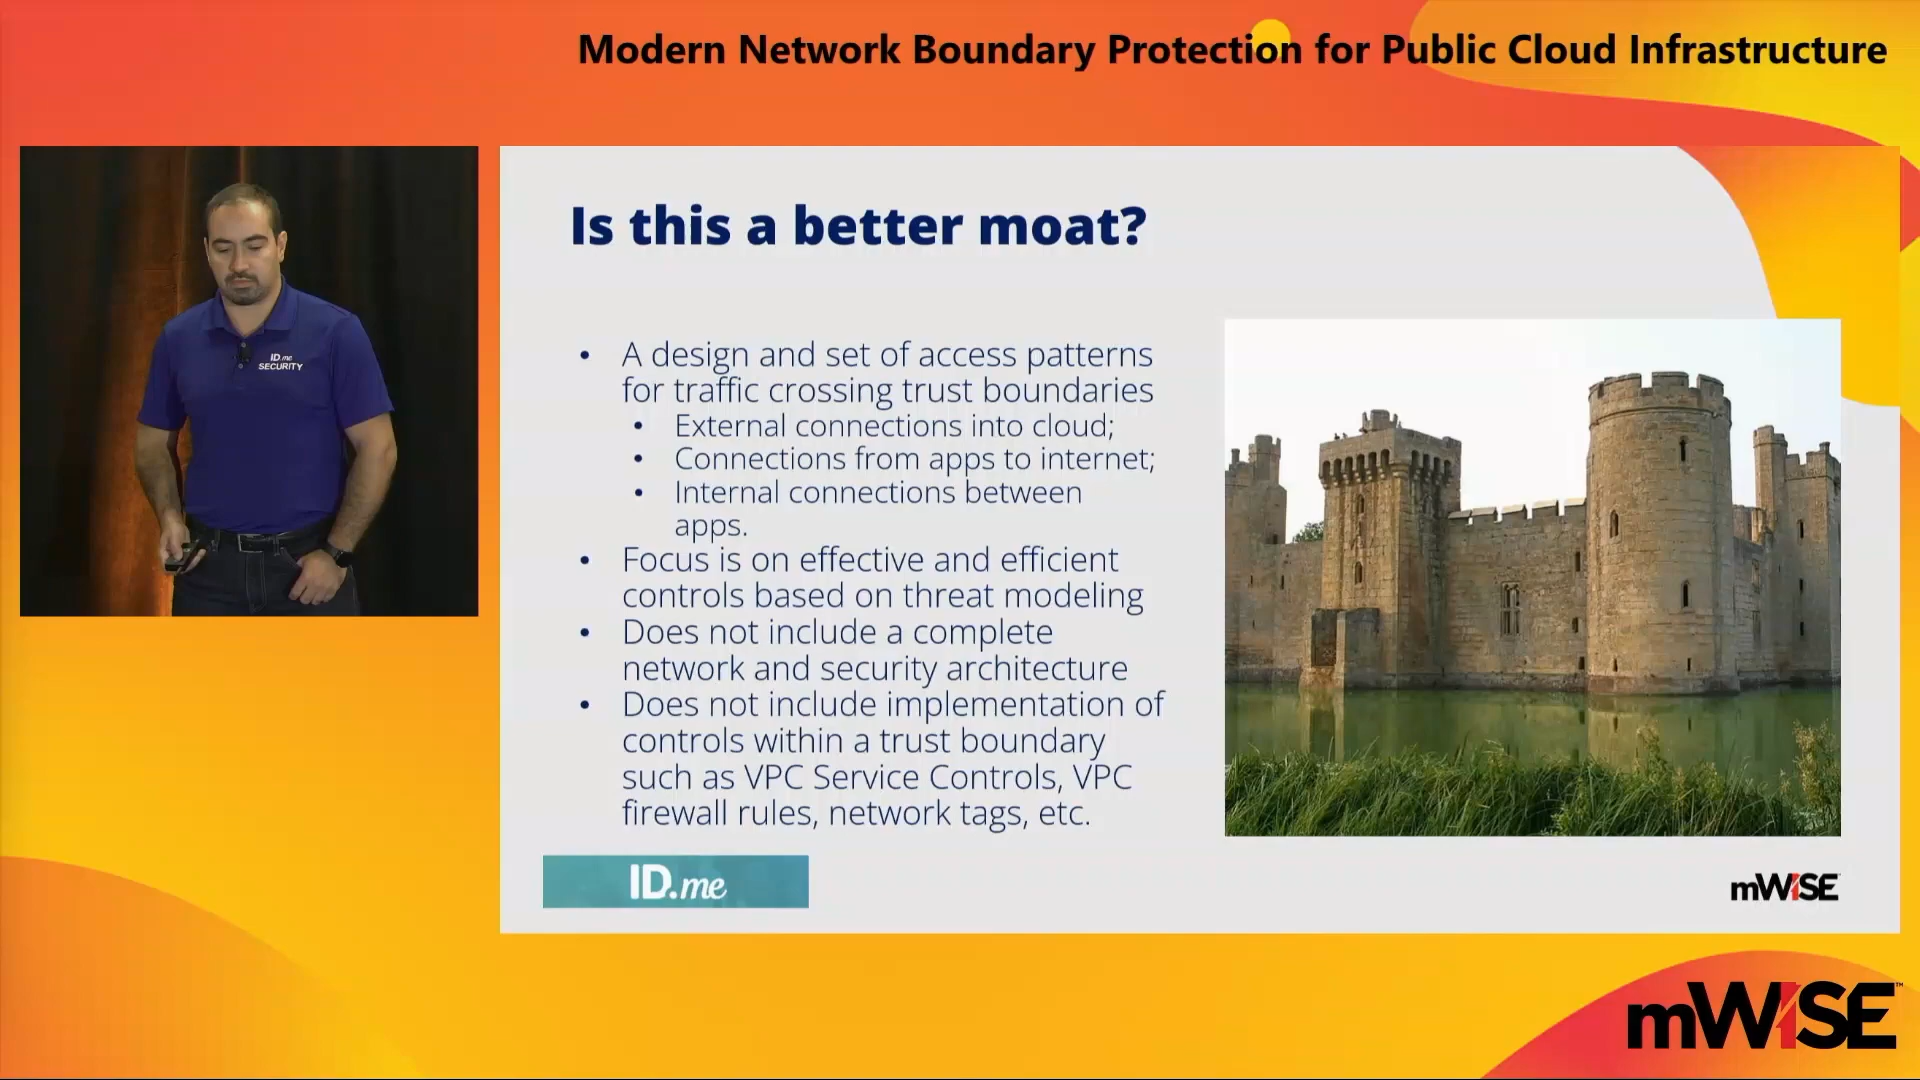 Modern Network Boundary Protection for Public Cloud Infrastructure
ID.me
SECURITY
Is this a better moat?
• A design and set of access patterns
for traffic crossing trust boundaries
• External connections into cloud;
• Connections from apps to internet;
• Internal connections between
apps.
• Focus is on effective and efficient
controls based on threat modeling
• Does not include a complete
network and security architecture
• Does not include implementation of
controls within a trust boundary
such as VPC Service Controls, VPC
firewall rules, network tags, etc.
ID.me
mWISE
mWISE™